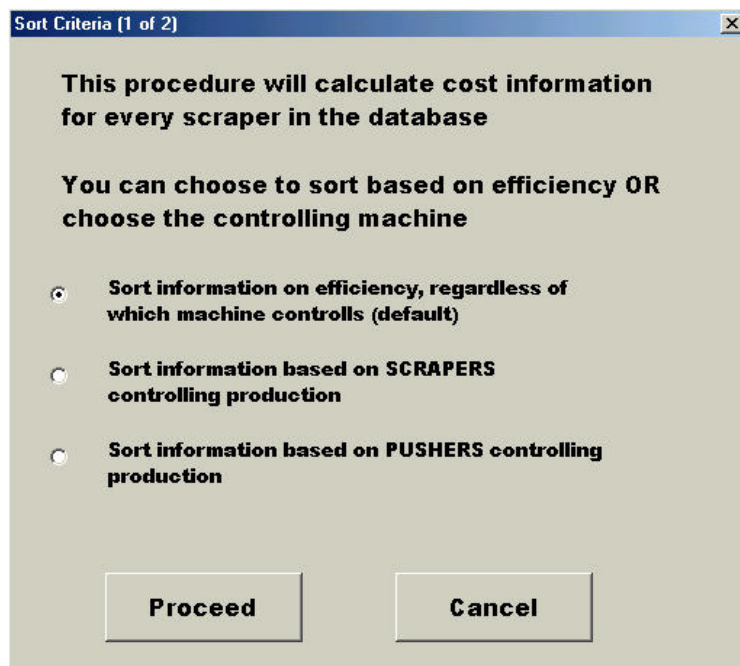 Sort Criteria (1 of 2)
This procedure will calculate cost information
for every scraper in the database
You can choose to sort based on efficiency OR
choose the controlling machine
Sort information on efficiency, regardless of
which machine controlls (default)
Sort information based on SCRAPERS
controlling production
Sort information based on PUSHERS controlling
production
Proceed
Cancel